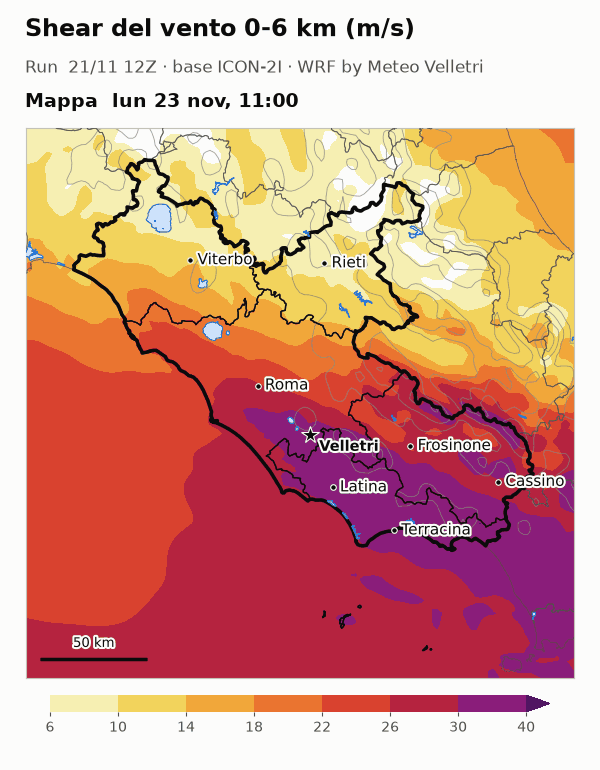 Shear del vento 0-6 km (m/s)
Run  21/11 12Z · base ICON-2I · WRF by Meteo Velletri
Mappa  lun 23 nov, 11:00
Viterbo
Rieti
Roma
Velletri
Frosinone
Latina
Cassino
Terracina
50 km
6 10 14 18 22 26 30 40